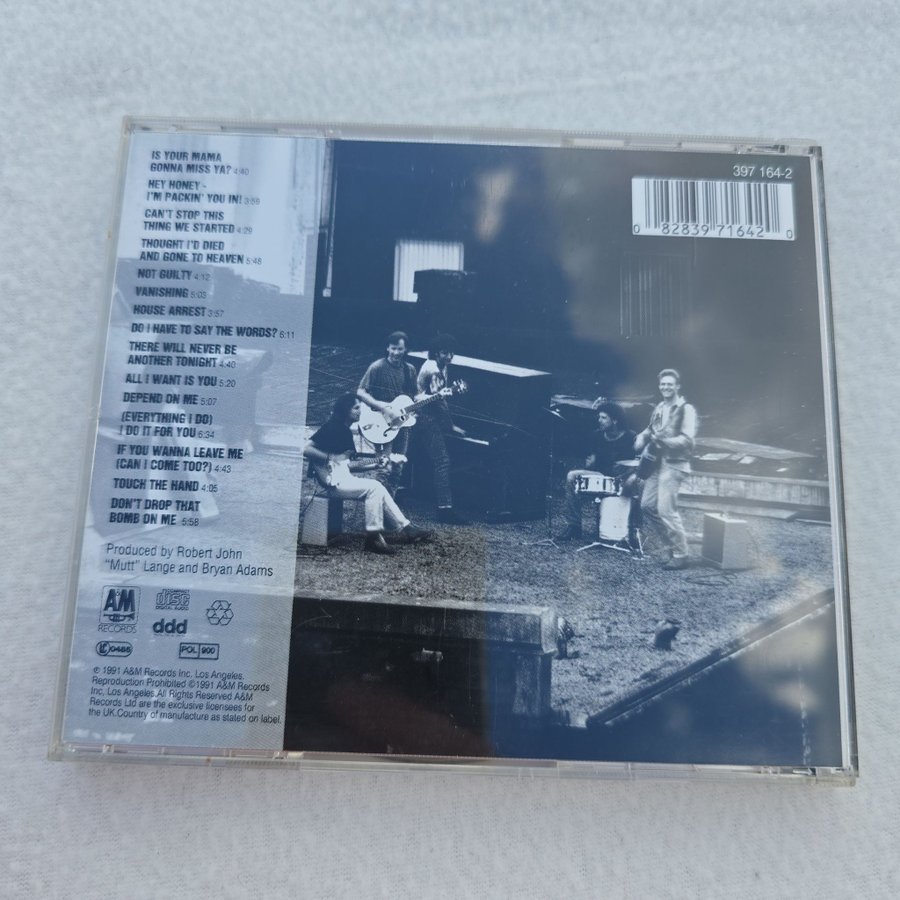 IS YOUR MAMA
GONNA MISS YA? 4:40
HEY HONEY -
I'M PACKIN' YOU IN! 3:59
CAN'T STOP THIS
THING WE STARTED 4:29
THOUGHT I'D DIED
AND GONE TO HEAVEN 5:48
NOT GUILTY 4:12
VANISHING 5:03
HOUSE ARREST 3:57
DO I HAVE TO SAY THE WORDS? 6:11
THERE WILL NEVER BE
ANOTHER TONIGHT 4:40
ALL I WANT IS YOU 5:20
DEPEND ON ME 5:07
(EVERYTHING I DO)
I DO IT FOR YOU 6:34
IF YOU WANNA LEAVE ME
(CAN I COME TOO?) 4:43
TOUCH THE HAND 4:05
DON'T DROP THAT
BOMB ON ME 5:58
Produced by Robert John
"Mutt" Lange and Bryan Adams
A&M
RECORDS
COMPACT
disc
DIGITAL AUDIO
ddd
LC 0485
POL 900
℗ 1991 A&M Records Inc. Los Angeles.
Reproduction Prohibited ©1991 A&M Records
Inc. Los Angeles.All Rights Reserved A&M
Records Ltd are the exclusive licensees for
the UK.Country of manufacture as stated on label.
397 164-2
0 82839 71642 0